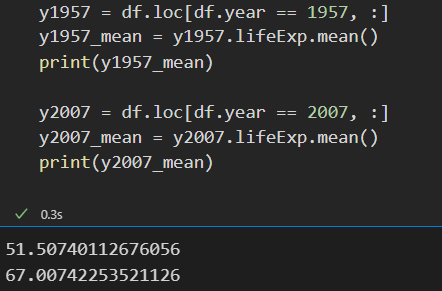 y1957 = df.loc[df.year == 1957, :]
y1957_mean = y1957.lifeExp.mean()
print(y1957_mean)
y2007 = df.loc[df.year == 2007, :]
y2007_mean = y2007.lifeExp.mean()
print(y2007_mean)
0.3s
51.50740112676056
67.00742253521126